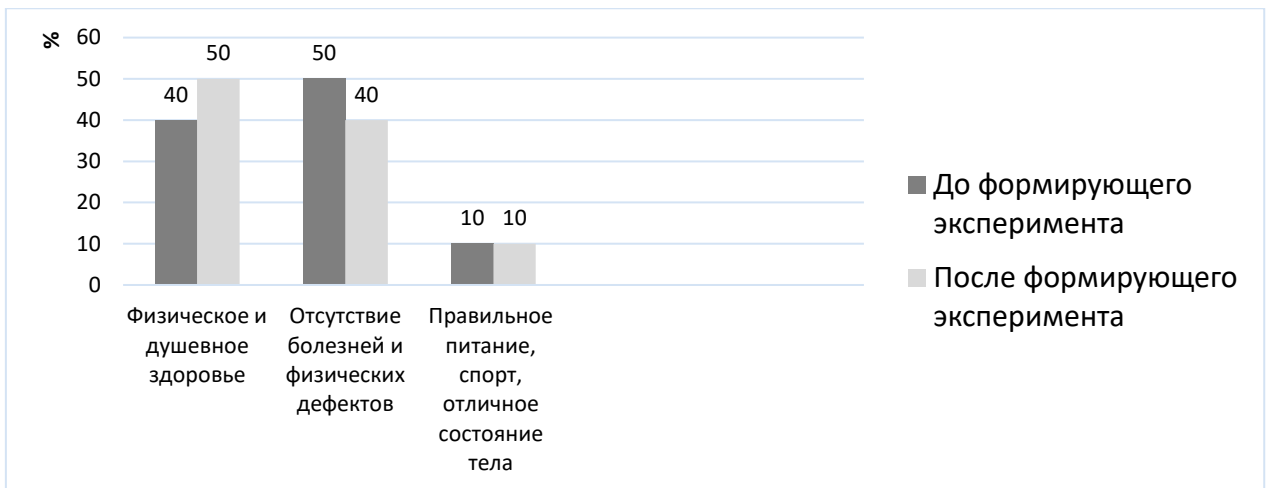 %
60
50
40
30
20
10
0
40
50
50
40
10
10
Физическое и
душевное
здоровье
Отсутствие
болезней и
физических
дефектов
Правильное
питание,
спорт,
отличное
состояние
тела
До формирующего
эксперимента
После формирующего
эксперимента